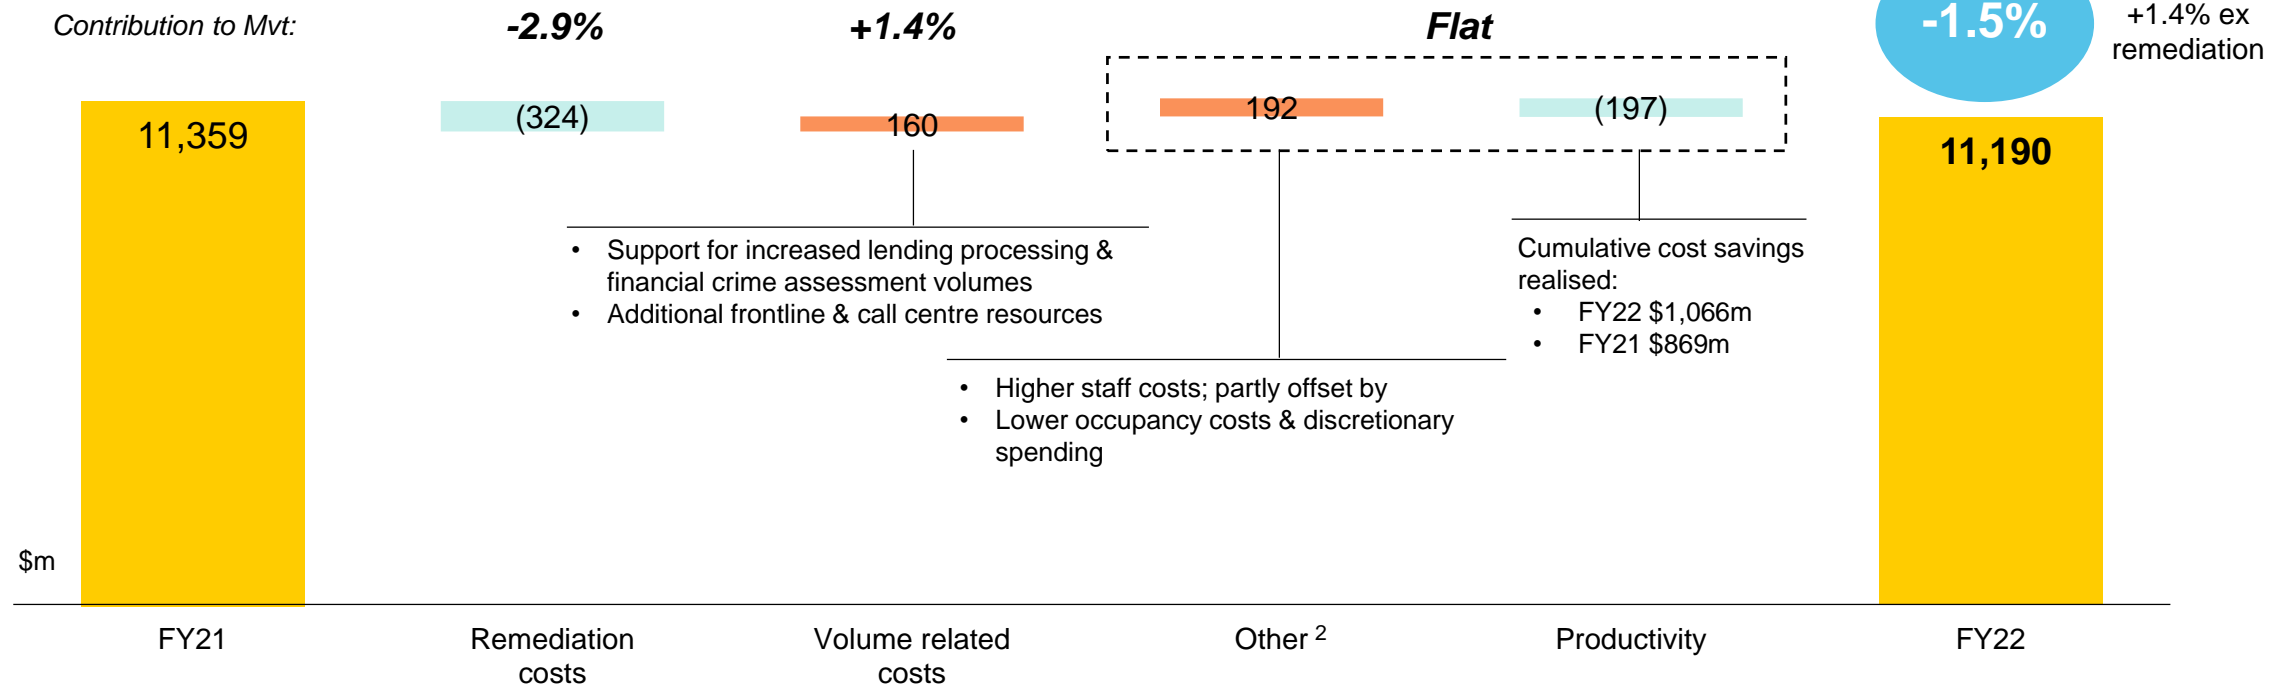 Contribution to Mvt:
-2.9%
+1.4%
Flat
-1.5%
+1.4% ex
remediation
11,359
(324)
160
192
(197)
11,190
• Support for increased lending processing &
financial crime assessment volumes
• Additional frontline & call centre resources
Cumulative cost savings
realised:
• FY22 $1,066m
• FY21 $869m
• Higher staff costs; partly offset by
• Lower occupancy costs & discretionary
spending
$m
FY21
Remediation
costs
Volume related
costs
Other 2
Productivity
FY22